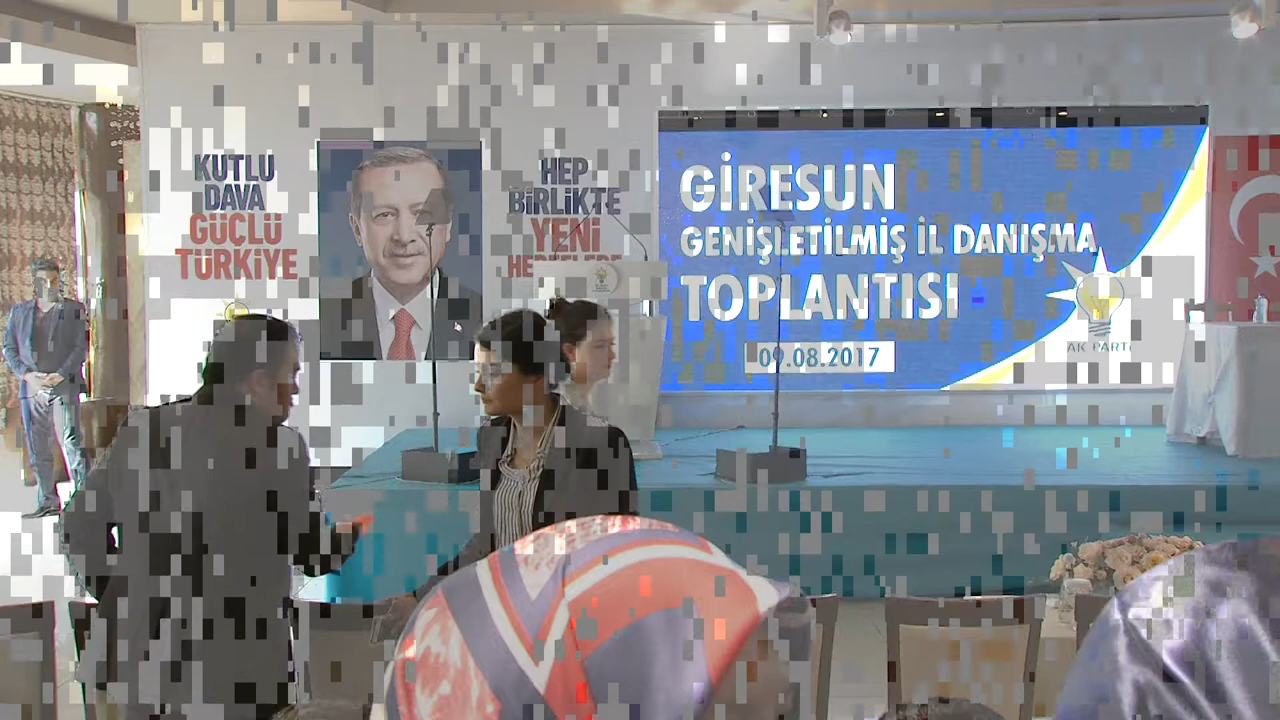 KUTLU
DAVA
GÜÇLÜ
TÜRKİYE
HEP
BİRLİKTE
YENİ
HEDEFLERE
GİRESUN
GENİŞLETİLMİŞ İL DANIŞMA
TOPLANTISI
09.08.2017
AK PARTİ